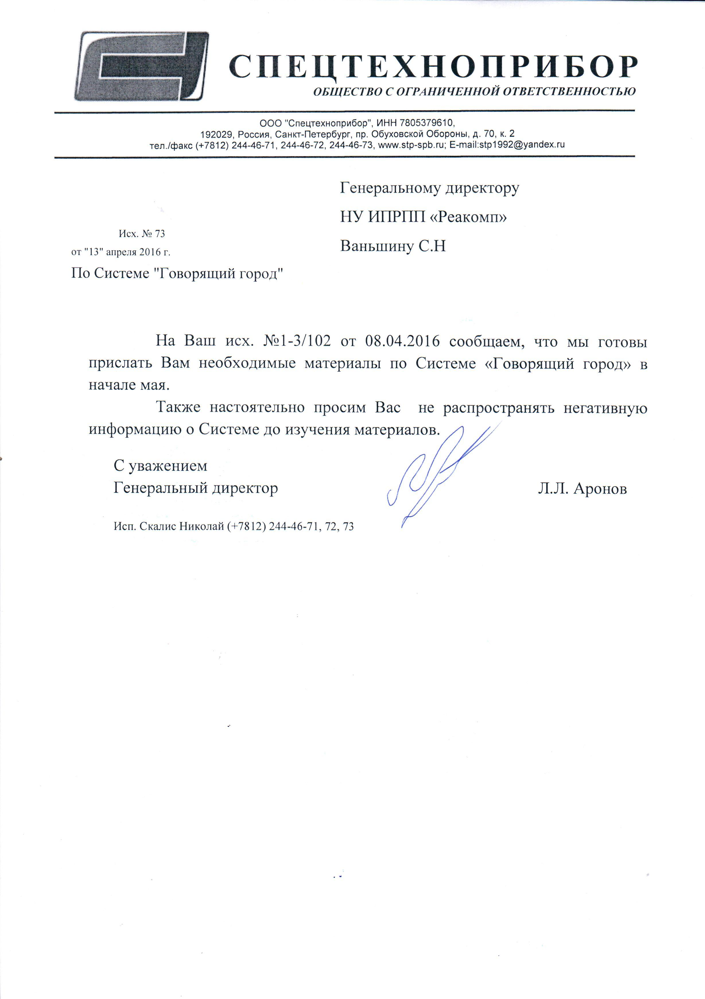 СПЕЦТЕХНОПРИБОР
ОБЩЕСТВО С ОГРАНИЧЕННОЙ ОТВЕТСТВЕННОСТЬЮ
ООО "Спецтехноприбор", ИНН 7805379610,
192029, Россия, Санкт-Петербург, пр. Обуховской Обороны, д. 70, к. 2
тел./факс (+7812) 244-46-71, 244-46-72, 244-46-73, www.stp-spb.ru; E-mail:stp1992@yandex.ru
Генеральному директору
НУ ИПРПП «Реакомп»
Ваньшину С.Н
Исх. № 73
от "13" апреля 2016 г.
По Системе "Говорящий город"
На Ваш исх. №1-3/102 от 08.04.2016 сообщаем, что мы готовы
прислать Вам необходимые материалы по Системе «Говорящий город» в
начале мая.
Также настоятельно просим Вас не распространять негативную
информацию о Системе до изучения материалов.
С уважением
Генеральный директор Л.Л. Аронов
Исп. Скалис Николай (+7812) 244-46-71, 72, 73